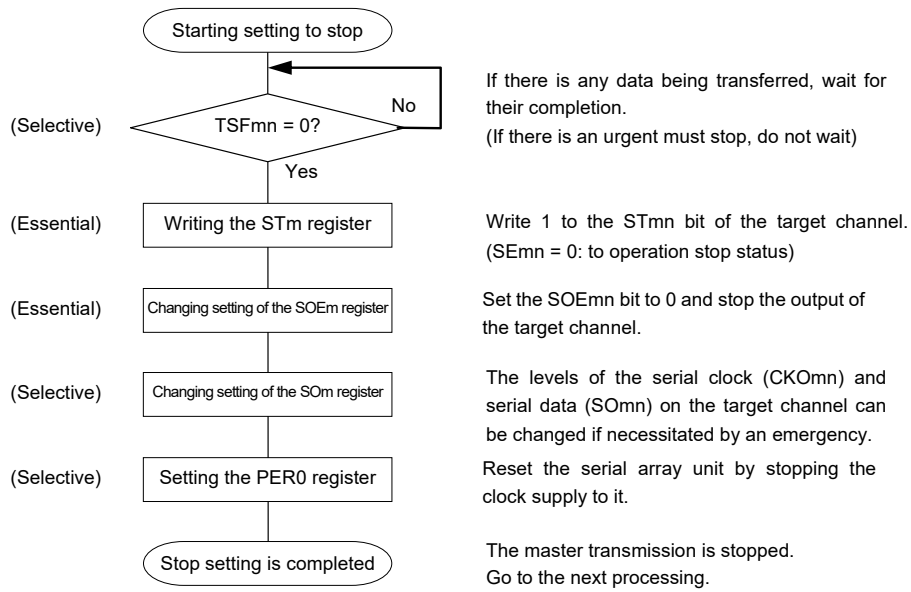 Starting setting to stop
If there is any data being transferred, wait for
their completion.
(If there is an urgent must stop, do not wait)
(Selective)
TSFmn = 0?
No
Yes
(Essential)
Writing the STm register
Write 1 to the STmn bit of the target channel.
(SEmn = 0: to operation stop status)
(Essential)
Changing setting of the SOEm register
Set the SOEmn bit to 0 and stop the output of
the target channel.
(Selective)
Changing setting of the SOm register
The levels of the serial clock (CKOmn) and
serial data (SOmn) on the target channel can
be changed if necessitated by an emergency.
(Selective)
Setting the PER0 register
Reset the serial array unit by stopping the
clock supply to it.
Stop setting is completed
The master transmission is stopped.
Go to the next processing.